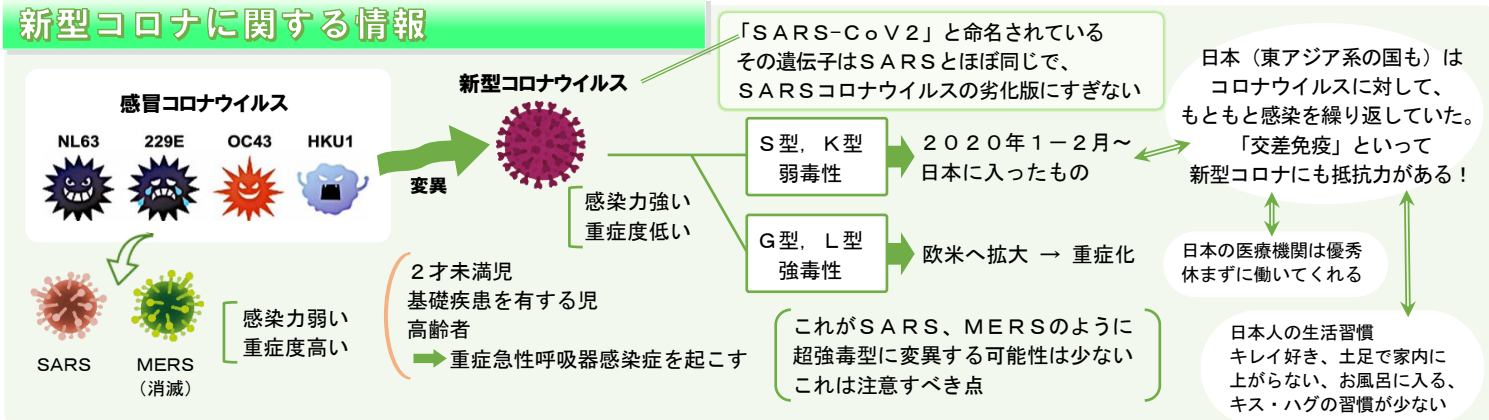 新型コロナに関する情報
感冒コロナウイルス
NL63 229E OC43 HKU1
変異
新型コロナウイルス
「ＳＡＲＳ-ＣｏＶ２」と命名されている
その遺伝子はＳＡＲＳとほぼ同じで、
ＳＡＲＳコロナウイルスの劣化版にすぎない
感染力強い
重症度低い
Ｓ型，Ｋ型
弱毒性
２０２０年１－２月～
日本に入ったもの
Ｇ型，Ｌ型
強毒性
欧米へ拡大 → 重症化
日本（東アジア系の国も）は
コロナウイルスに対して、
もともと感染を繰り返していた。
「交差免疫」といって
新型コロナにも抵抗力がある！
日本の医療機関は優秀
休まずに働いてくれる
日本人の生活習慣
キレイ好き、土足で家内に
上がらない、お風呂に入る、
キス・ハグの習慣が少ない
SARS
MERS
（消滅）
感染力弱い
重症度高い
２才未満児
基礎疾患を有する児
高齢者
重症急性呼吸器感染症を起こす
これがＳＡＲＳ、ＭＥＲＳのように
超強毒型に変異する可能性は少ない
これは注意すべき点